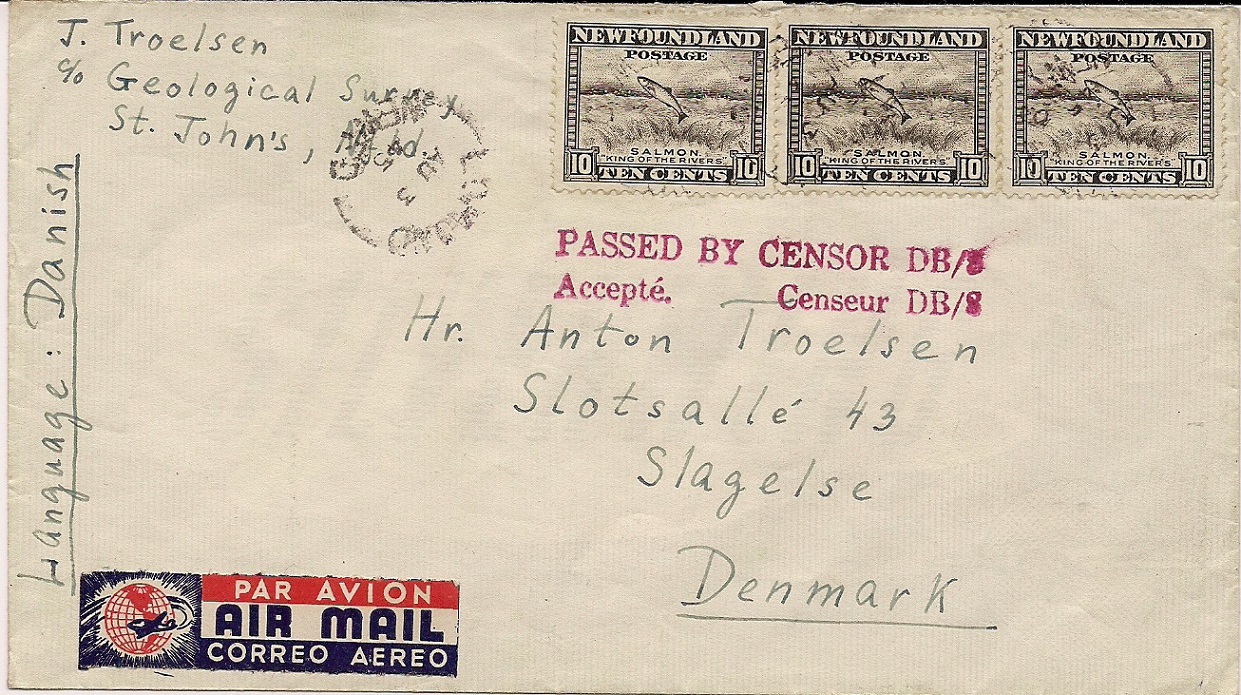 J. Troelsen
c/o Geological Survey
St. John's, Nfld.
NEWFOUNDLAND
POSTAGE
SALMON,
"KING OF THE RIVERS"
10 TEN CENTS 10
NEWFOUNDLAND
POSTAGE
SALMON,
"KING OF THE RIVERS"
10 TEN CENTS 10
NEWFOUNDLAND
POSTAGE
SALMON,
"KING OF THE RIVERS"
10 TEN CENTS 10
PASSED BY CENSOR DB/8
Accepté. Censeur DB/8
Hr. Anton Troelsen
Slotsallé 43
Slagelse
Denmark
Language: Danish
PAR AVION
AIR MAIL
CORREO AEREO